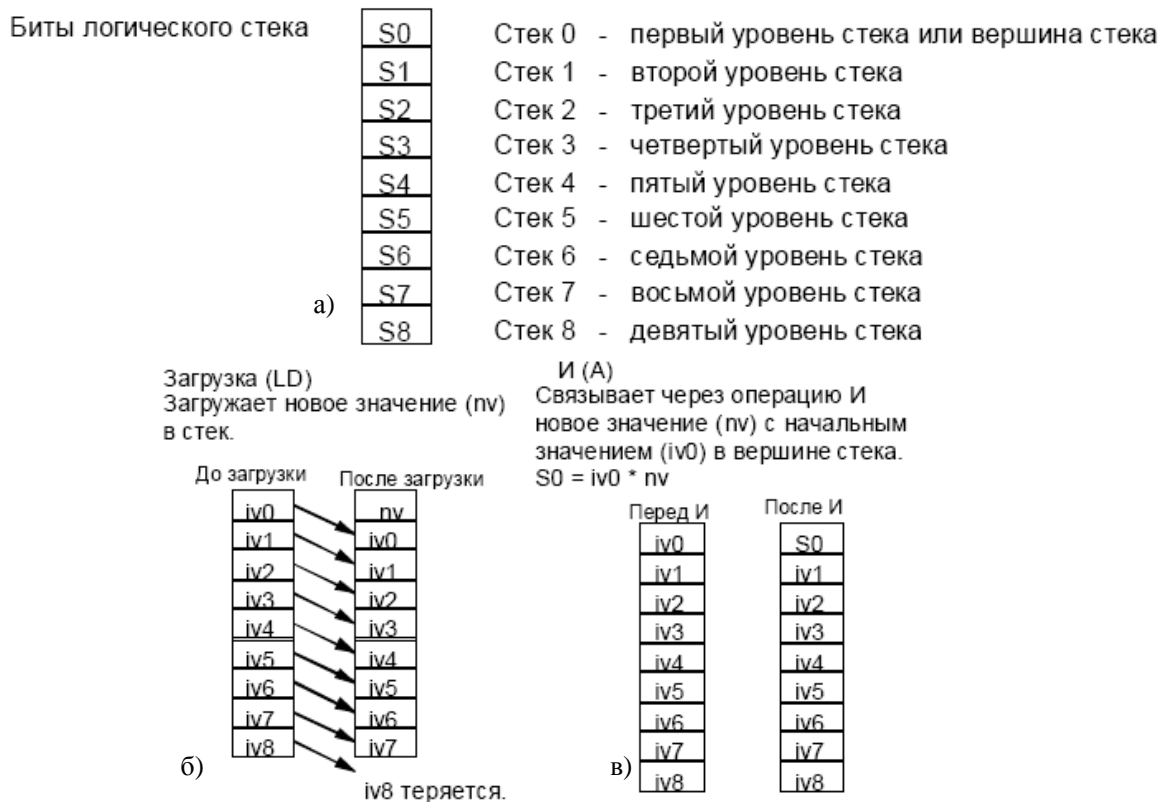 Биты логического стека
S0 Стек 0 - первый уровень стека или вершина стека
S1 Стек 1 - второй уровень стека
S2 Стек 2 - третий уровень стека
S3 Стек 3 - четвертый уровень стека
S4 Стек 4 - пятый уровень стека
S5 Стек 5 - шестой уровень стека
S6 Стек 6 - седьмой уровень стека
S7 Стек 7 - восьмой уровень стека
S8 Стек 8 - девятый уровень стека
а)
Загрузка (LD)
Загружает новое значение (nv)
в стек.
До загрузки
iv0
iv1
iv2
iv3
iv4
iv5
iv6
iv7
iv8
После загрузки
nv
iv0
iv1
iv2
iv3
iv4
iv5
iv6
iv7
iv8 теряется.
б)
И (A)
Связывает через операцию И
новое значение (nv) с начальным
значением (iv0) в вершине стека.
S0 = iv0 * nv
Перед И
iv0
iv1
iv2
iv3
iv4
iv5
iv6
iv7
iv8
После И
S0
iv1
iv2
iv3
iv4
iv5
iv6
iv7
iv8
в)